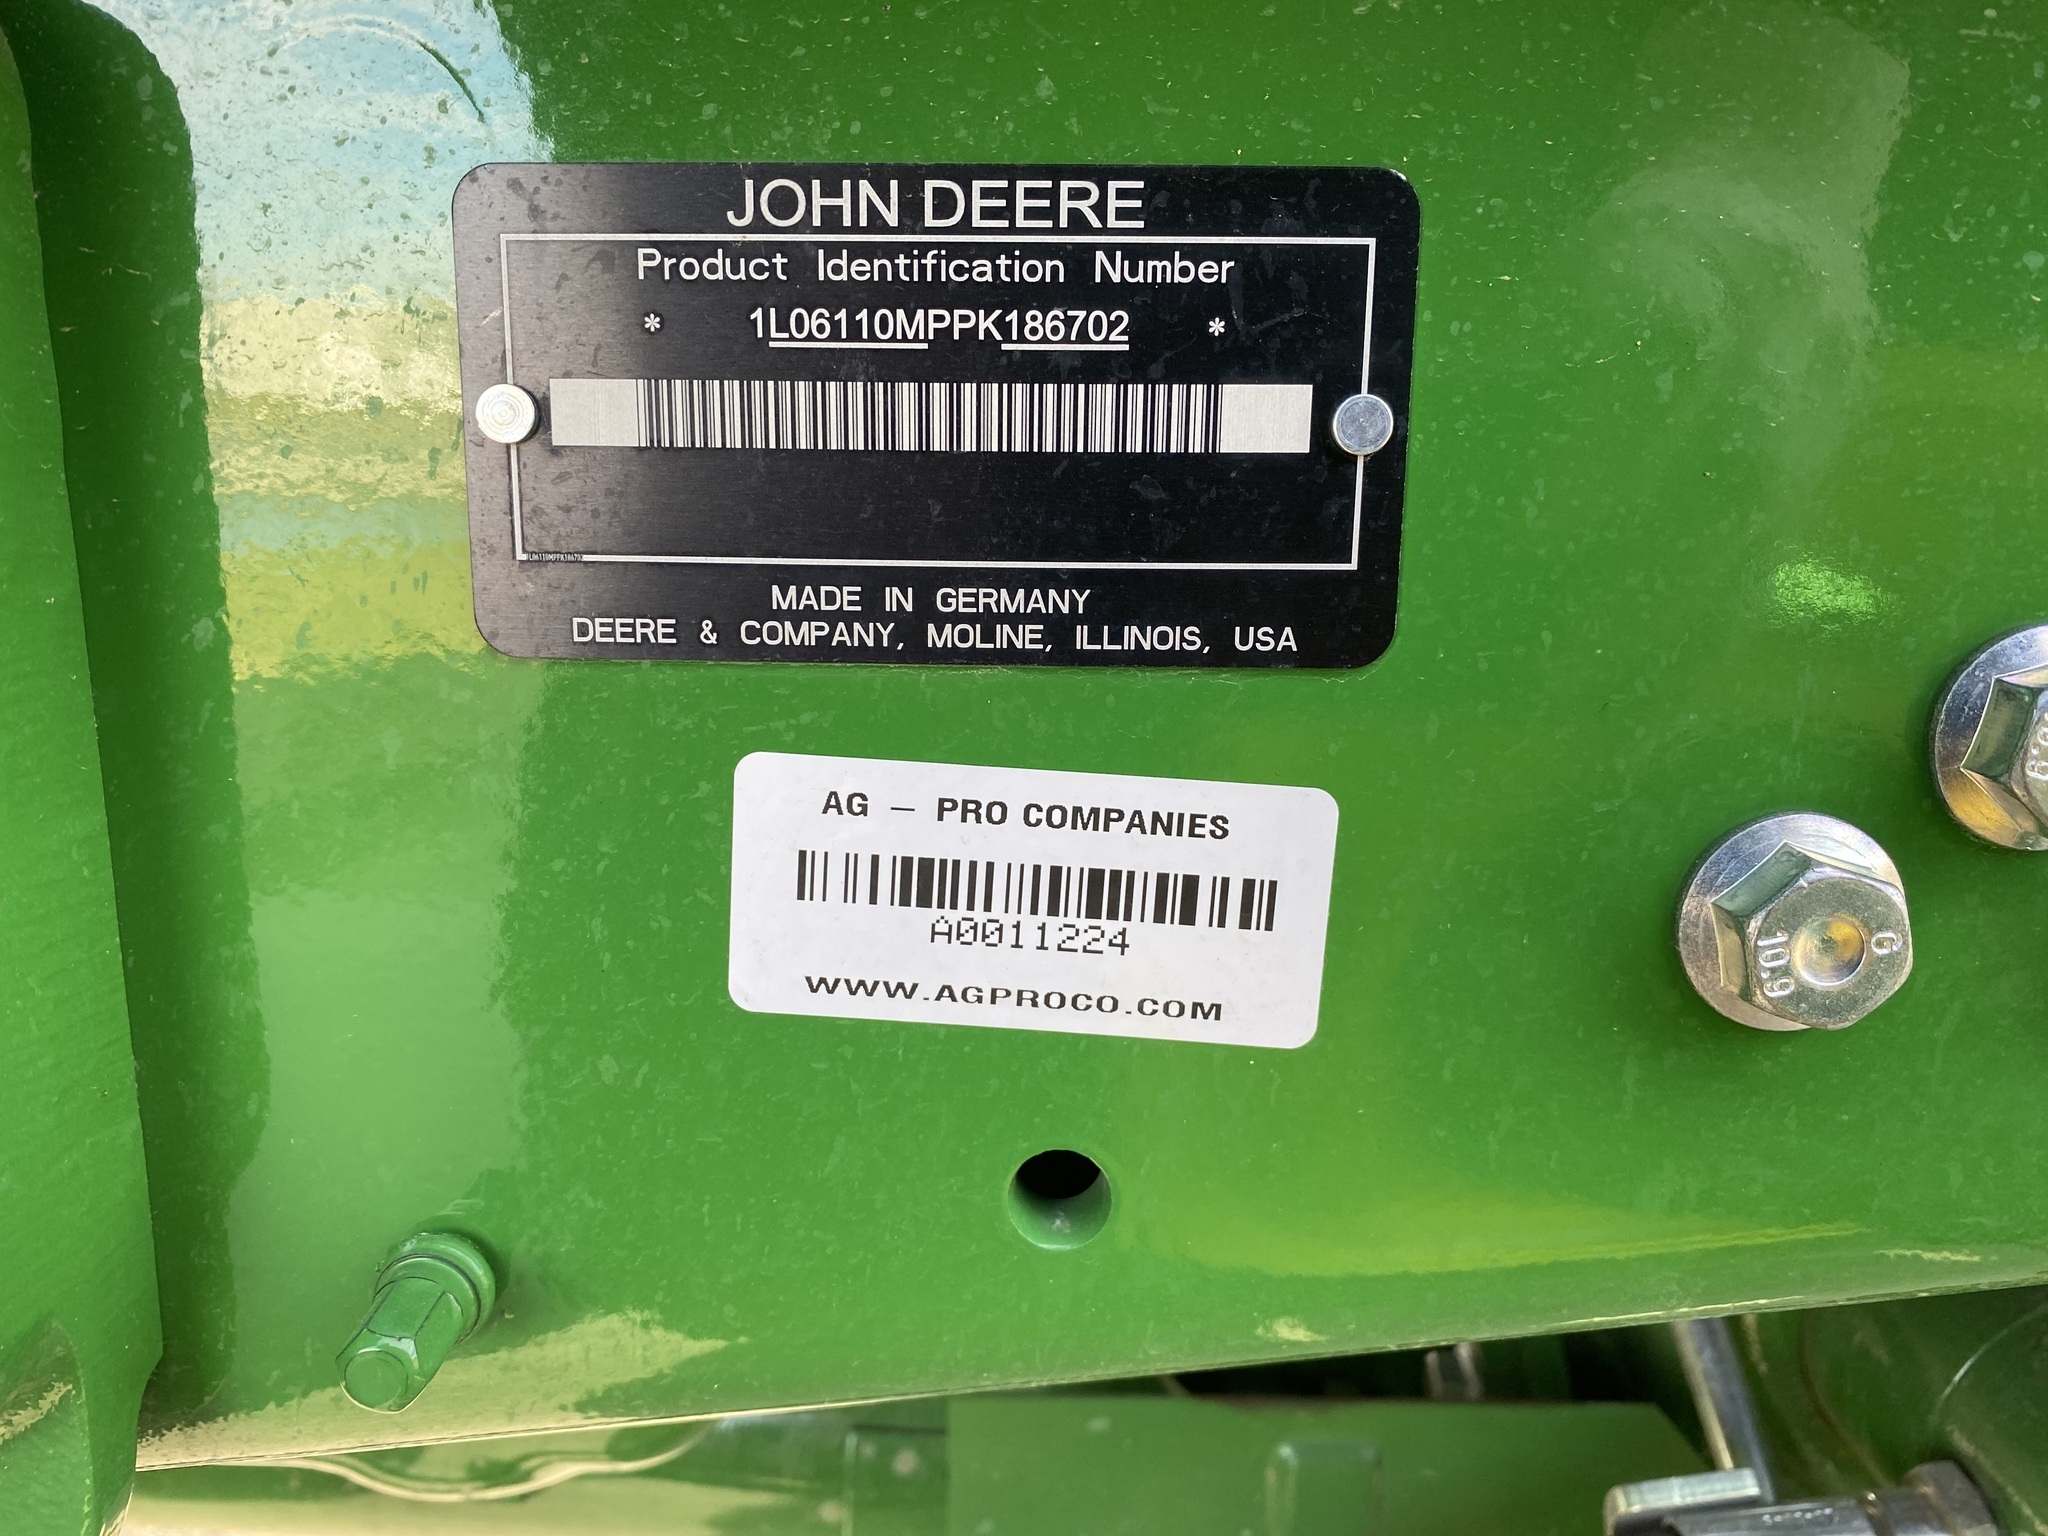 JOHN DEERE
Product Identification Number
* 1L06110MPPK186702 *
1L06110MPPK186702
MADE IN GERMANY
DEERE & COMPANY, MOLINE, ILLINOIS, USA
AG – PRO COMPANIES
A0011224
WWW.AGPROCO.COM
G
10.9